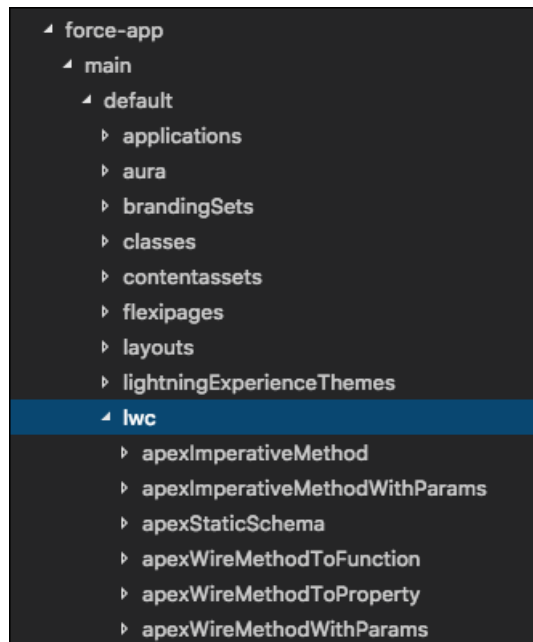 force-app
main
default
applications
aura
brandingSets
classes
contentassets
flexipages
layouts
lightningExperienceThemes
lwc
apexImperativeMethod
apexImperativeMethodWithParams
apexStaticSchema
apexWireMethodToFunction
apexWireMethodToProperty
apexWireMethodWithParams